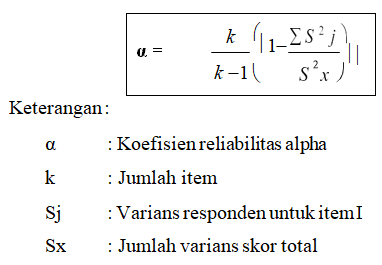 α = k/k−1 (|1−∑S²j/S²x)||
Keterangan :
α : Koefisien reliabilitas alpha
k : Jumlah item
Sj : Varians responden untuk item I
Sx : Jumlah varians skor total